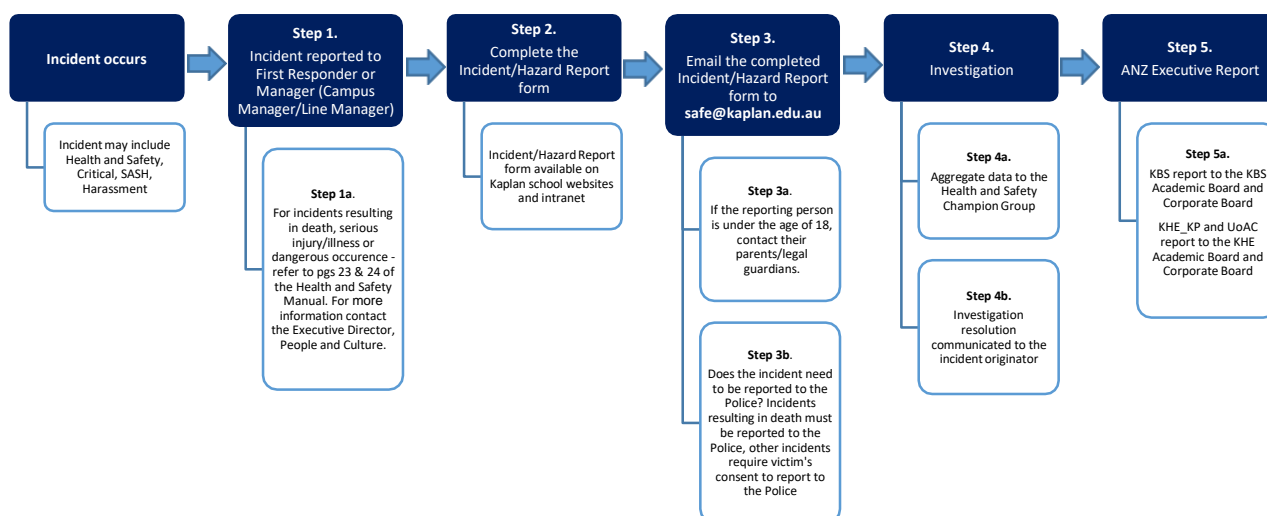 Incident occurs
Incident may include
Health and Safety,
Critical, SASH,
Harassment
Step 1.
Incident reported to
First Responder or
Manager (Campus
Manager/Line Manager)
Step 1a.
For incidents resulting
in death, serious
injury/illness or
dangerous occurence -
refer to pgs 23 & 24 of
the Health and Safety
Manual. For more
information contact
the Executive Director,
People and Culture.
Step 2.
Complete the
Incident/Hazard Report
form
Incident/Hazard Report
form available on
Kaplan school websites
and intranet
Step 3.
Email the completed
Incident/Hazard Report
form to
safe@kaplan.edu.au
Step 3a.
If the reporting person
is under the age of 18,
contact their
parents/legal
guardians.
Step 3b.
Does the incident need
to be reported to the
Police? Incidents
resulting in death must
be reported to the
Police, other incidents
require victim's
consent to report to
the Police
Step 4.
Investigation
Step 4a.
Aggregate data to the
Health and Safety
Champion Group
Step 4b.
Investigation
resolution
communicated to the
incident originator
Step 5.
ANZ Executive Report
Step 5a.
KBS report to the KBS
Academic Board and
Corporate Board
KHE_KP and UoAC
report to the KHE
Academic Board and
Corporate Board